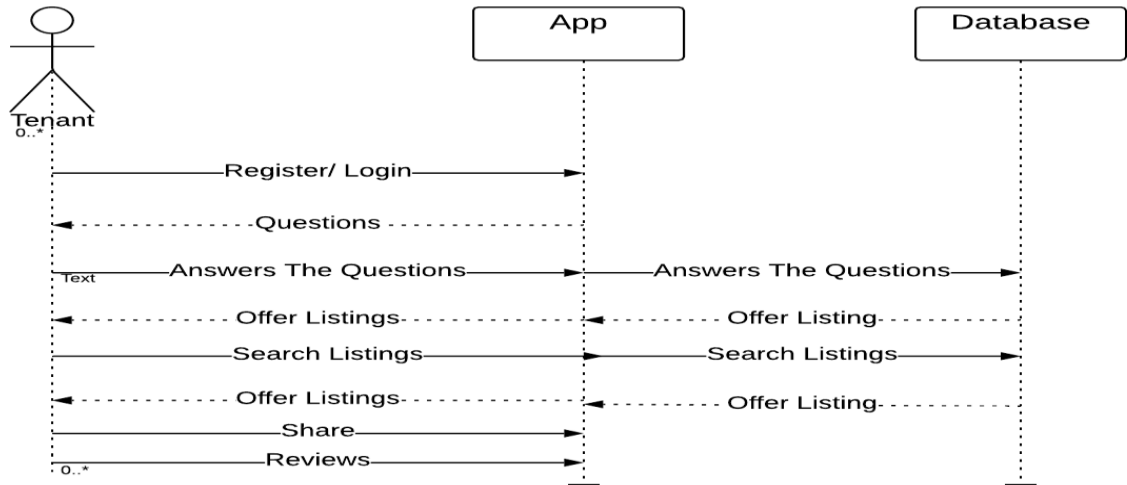 App
Database
Tenant
0..*
Register/ Login
Questions
Text
Answers The Questions
Answers The Questions
Offer Listings
Offer Listing
Search Listings
Search Listings
Offer Listings
Offer Listing
Share
Reviews
0..*